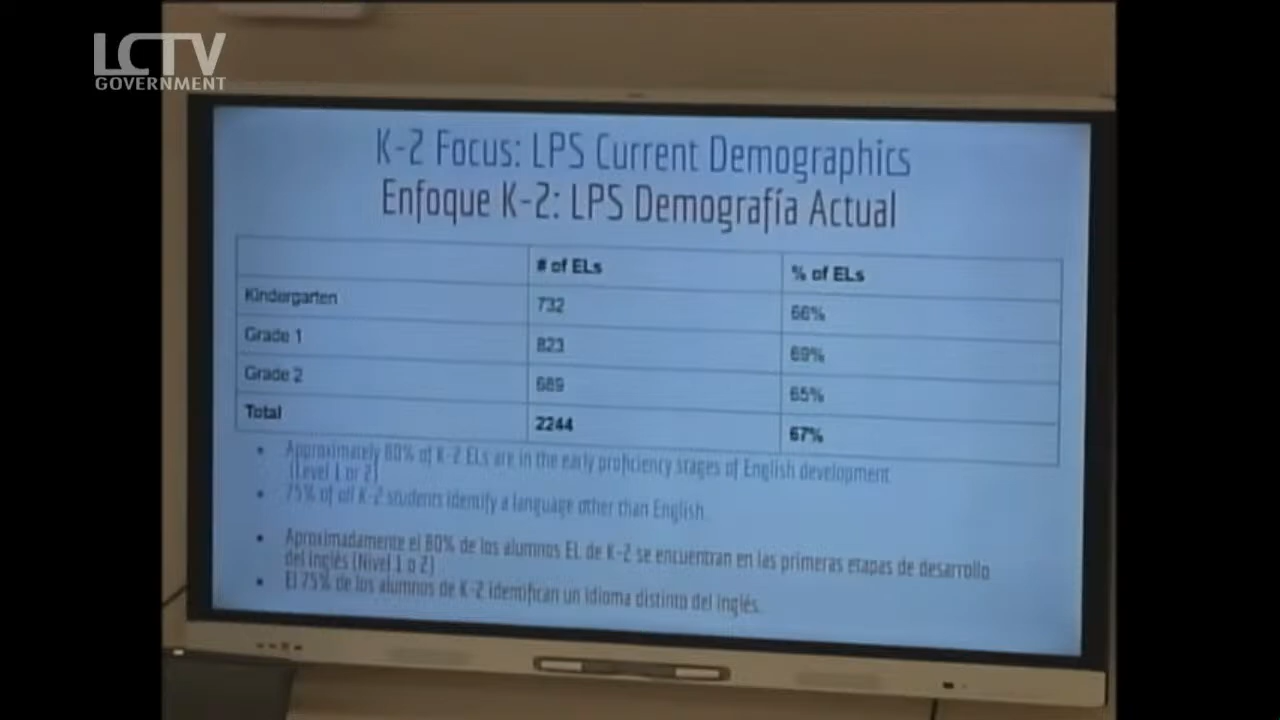 LCTV
GOVERNMENT
K-2 Focus: LPS Current Demographics
Enfoque K-2: LPS Demografía Actual
# of ELs % of ELs
Kindergarten 732 66%
Grade 1 823 69%
Grade 2 689 65%
Total 2244 67%
• Approximately 80% of K-2 ELs are in the early proficiency stages of English development
(Level 1 or 2)
• 75% of all K-2 students identify a language other than English.
• Aproximadamente el 80% de los alumnos EL de K-2 se encuentran en las primeras etapas de desarrollo
del inglés (Nivel 1 o 2)
• El 75% de los alumnos de K-2 identifican un idioma distinto del inglés.